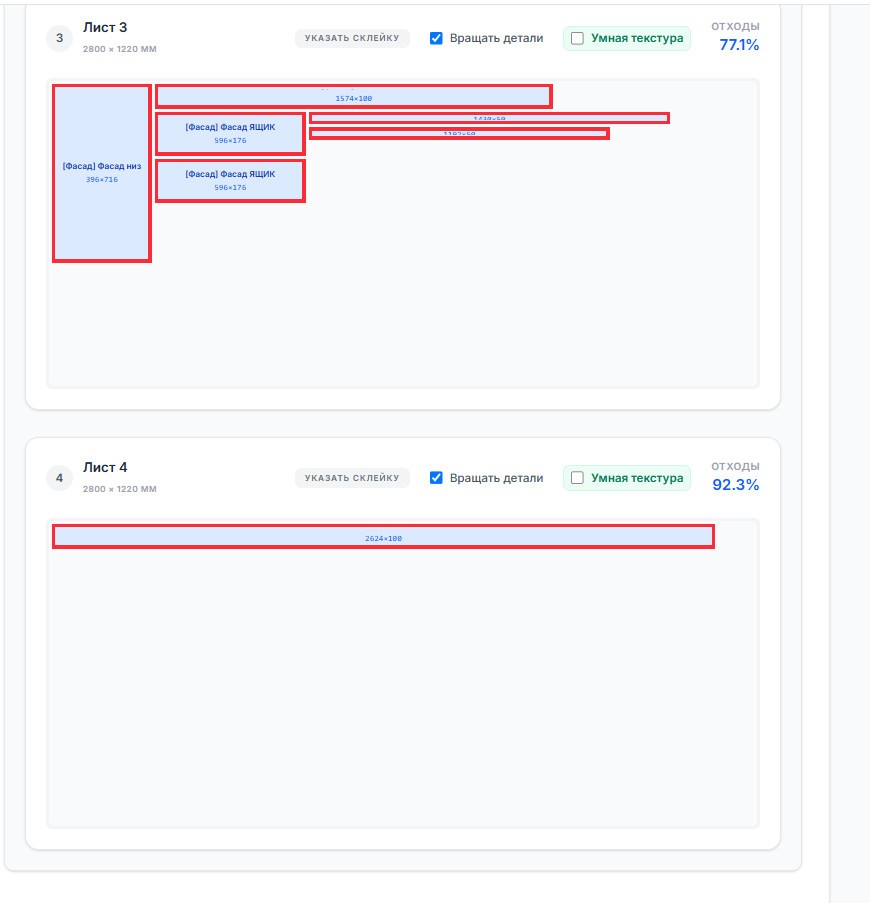 3
Лист 3
2800 × 1220 ММ
УКАЗАТЬ СКЛЕЙКУ
Вращать детали
Умная текстура
ОТХОДЫ
77.1%
1574×100
[Фасад] Фасад низ
396×716
[Фасад] Фасад ЯЩИК
596×176
[Фасад] Фасад ЯЩИК
596×176
4
Лист 4
2800 × 1220 ММ
УКАЗАТЬ СКЛЕЙКУ
Вращать детали
Умная текстура
ОТХОДЫ
92.3%
2624×100